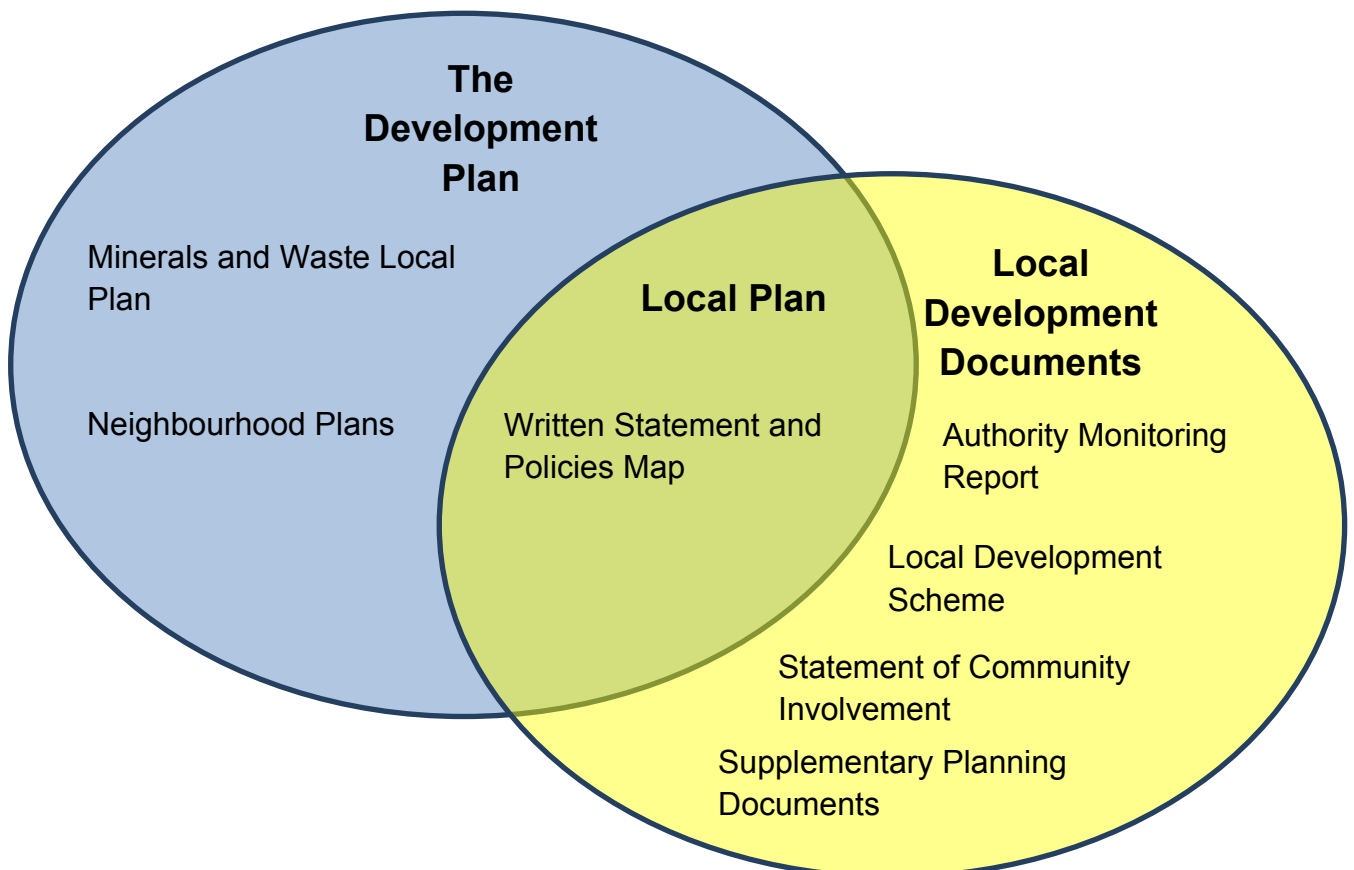 The
Development
Plan
Minerals and Waste Local
Plan
Neighbourhood Plans
Local Plan
Written Statement and
Policies Map
Local
Development
Documents
Authority Monitoring
Report
Local Development
Scheme
Statement of Community
Involvement
Supplementary Planning
Documents